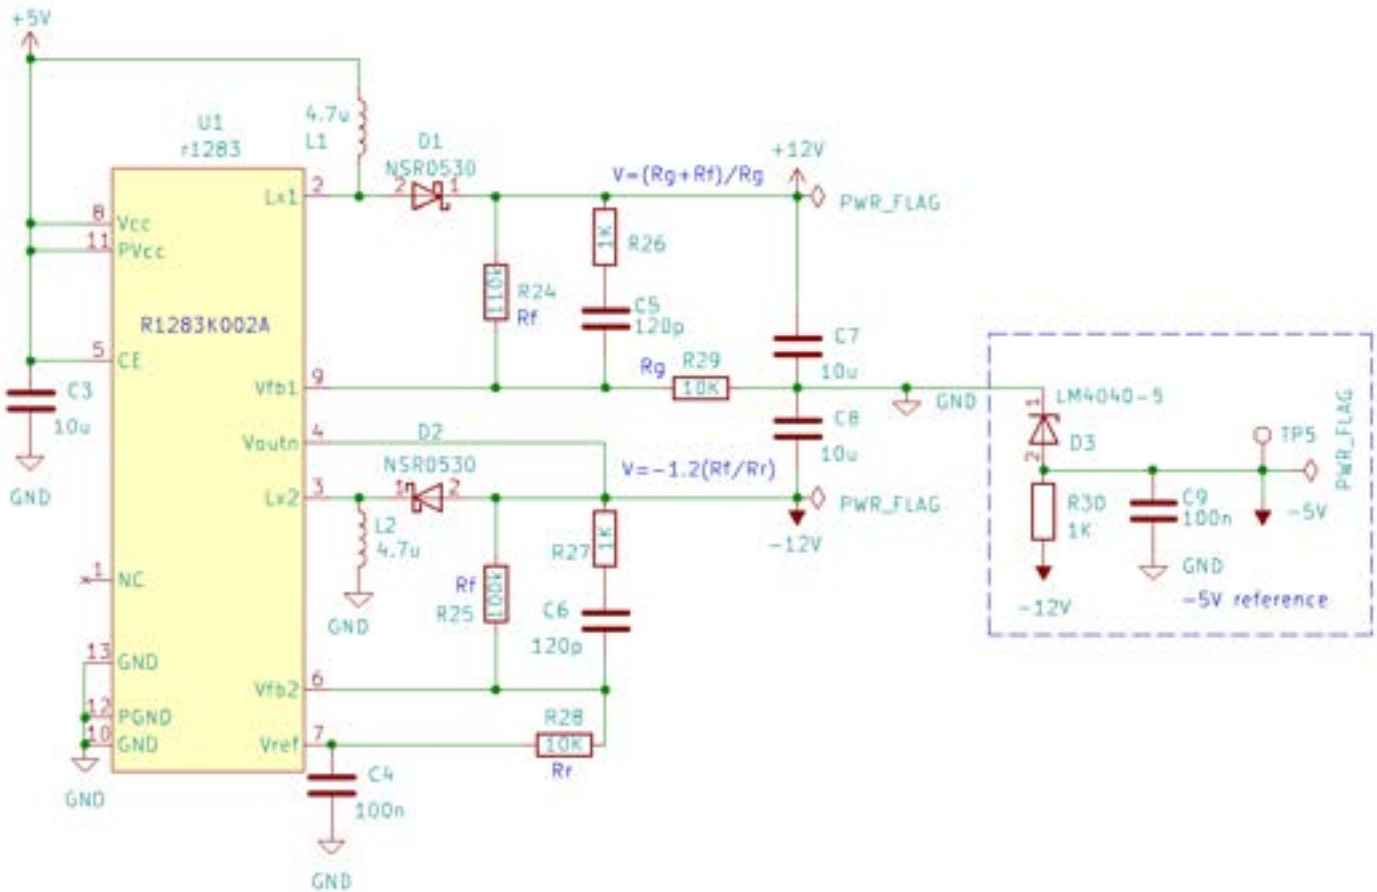 +5V
4.7u
L1
U1
r1283
D1
NSR0530
V=(Rg+Rf)/Rg
+12V
PWR_FLAG
Lx1
2
2
1
8
Vcc
11
PVcc
1K
R26
110k
R24
Rf
C5
120p
R1283K002A
5
CE
C3
10u
GND
Vfb1
9
Rg
R29
10K
C7
10u
GND
1
LM4040-5
D3
2
Voutn
4
D2
NSR0530
C8
10u
V=-1.2(Rf/Rr)
Lx2
3
1
2
PWR_FLAG
-12V
TP5
PWR_FLAG
-5V
R30
1K
C9
100n
GND
-12V
-5V reference
L2
4.7u
GND
R27
1K
1
NC
Rf
R25
100k
C6
120p
13
GND
Vfb2
6
12
PGND
10
GND
Vref
7
R28
10K
Rr
GND
C4
100n
GND